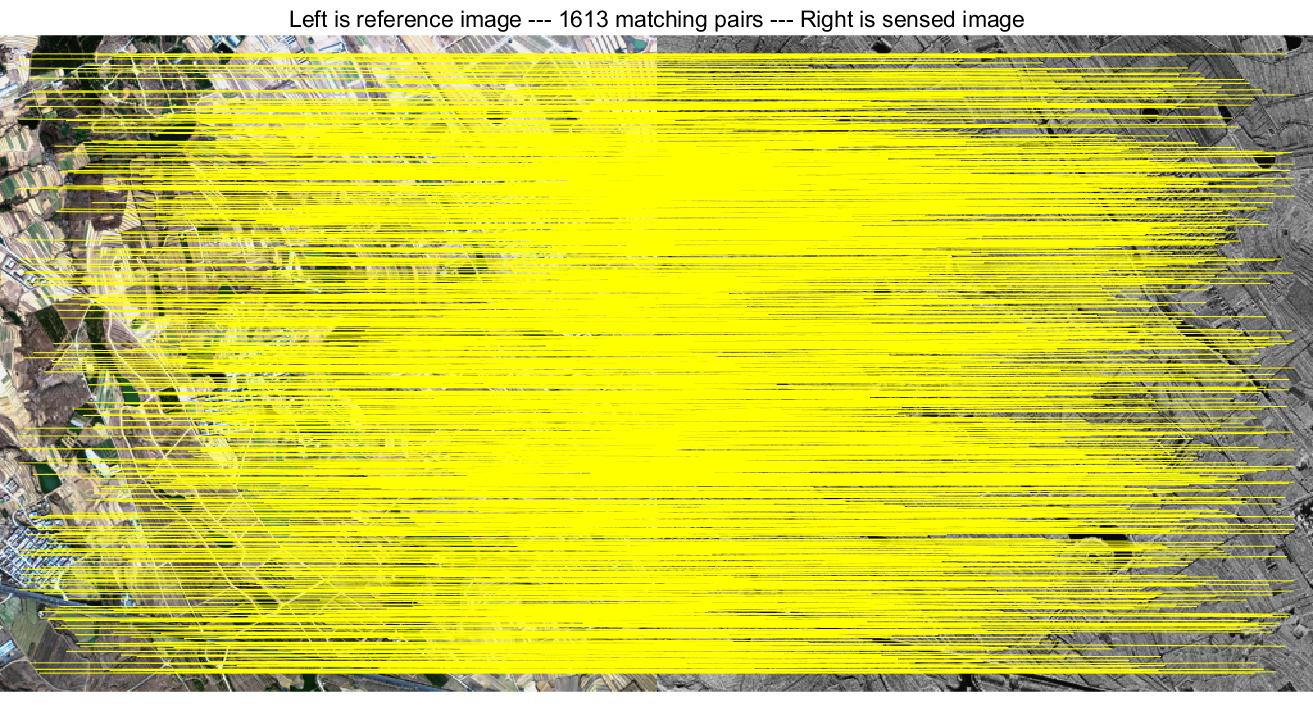 Left is reference image --- 1613 matching pairs --- Right is sensed image